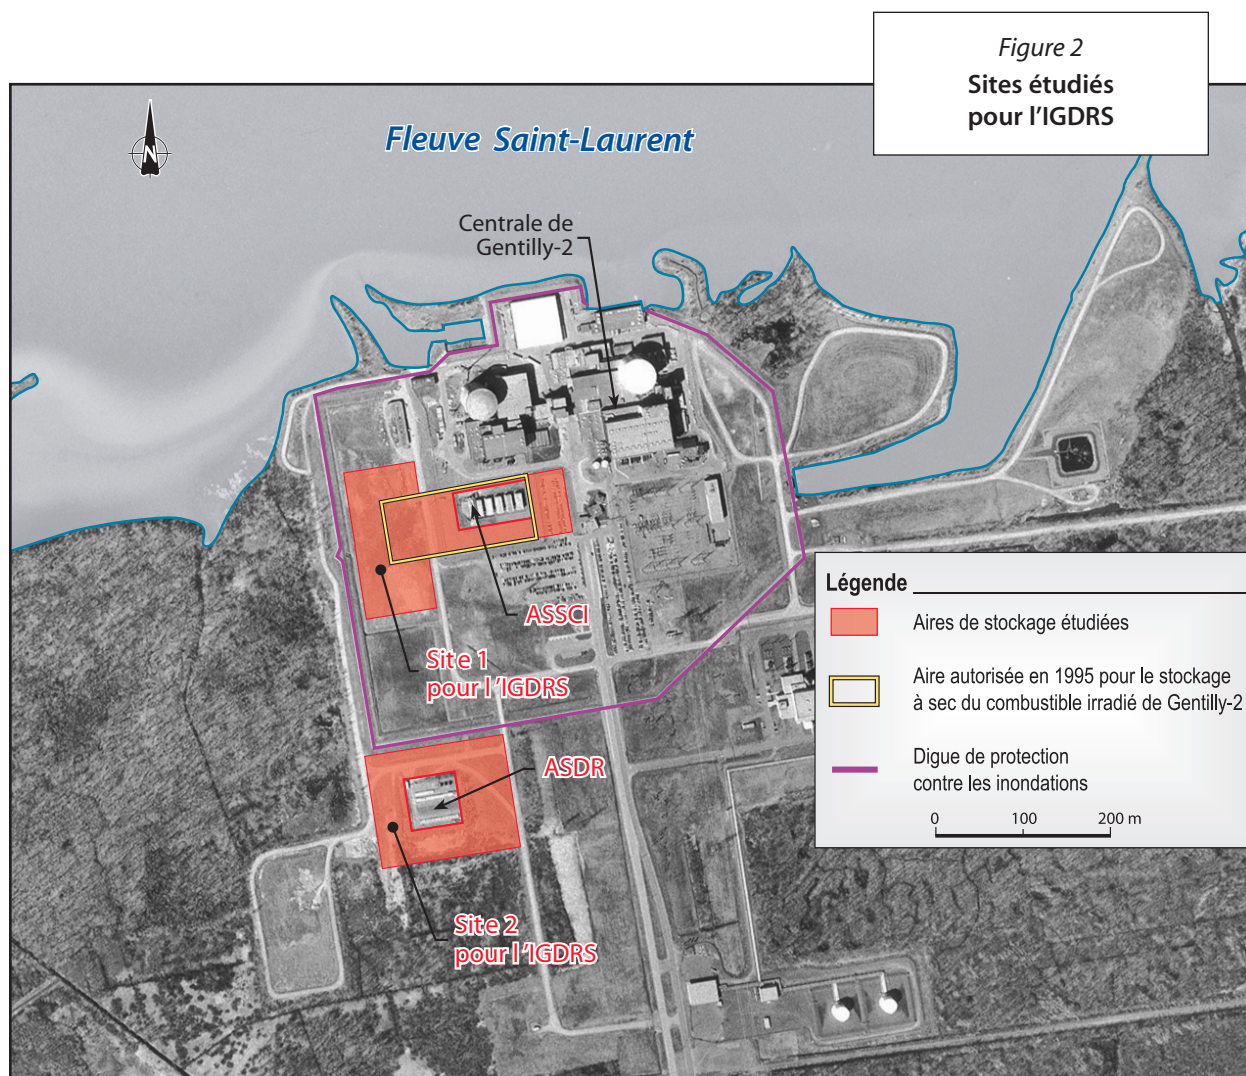 Figure 2
Sites étudiés
pour l'IGDRS
N
Fleuve Saint-Laurent
Centrale de
Gentilly-2
ASSCI
Site 1
pour l'IGDRS
ASDR
Site 2
pour l'IGDRS
Légende
Aires de stockage étudiées
Aire autorisée en 1995 pour le stockage
à sec du combustible irradié de Gentilly-2
Digue de protection
contre les inondations
0 100 200 m